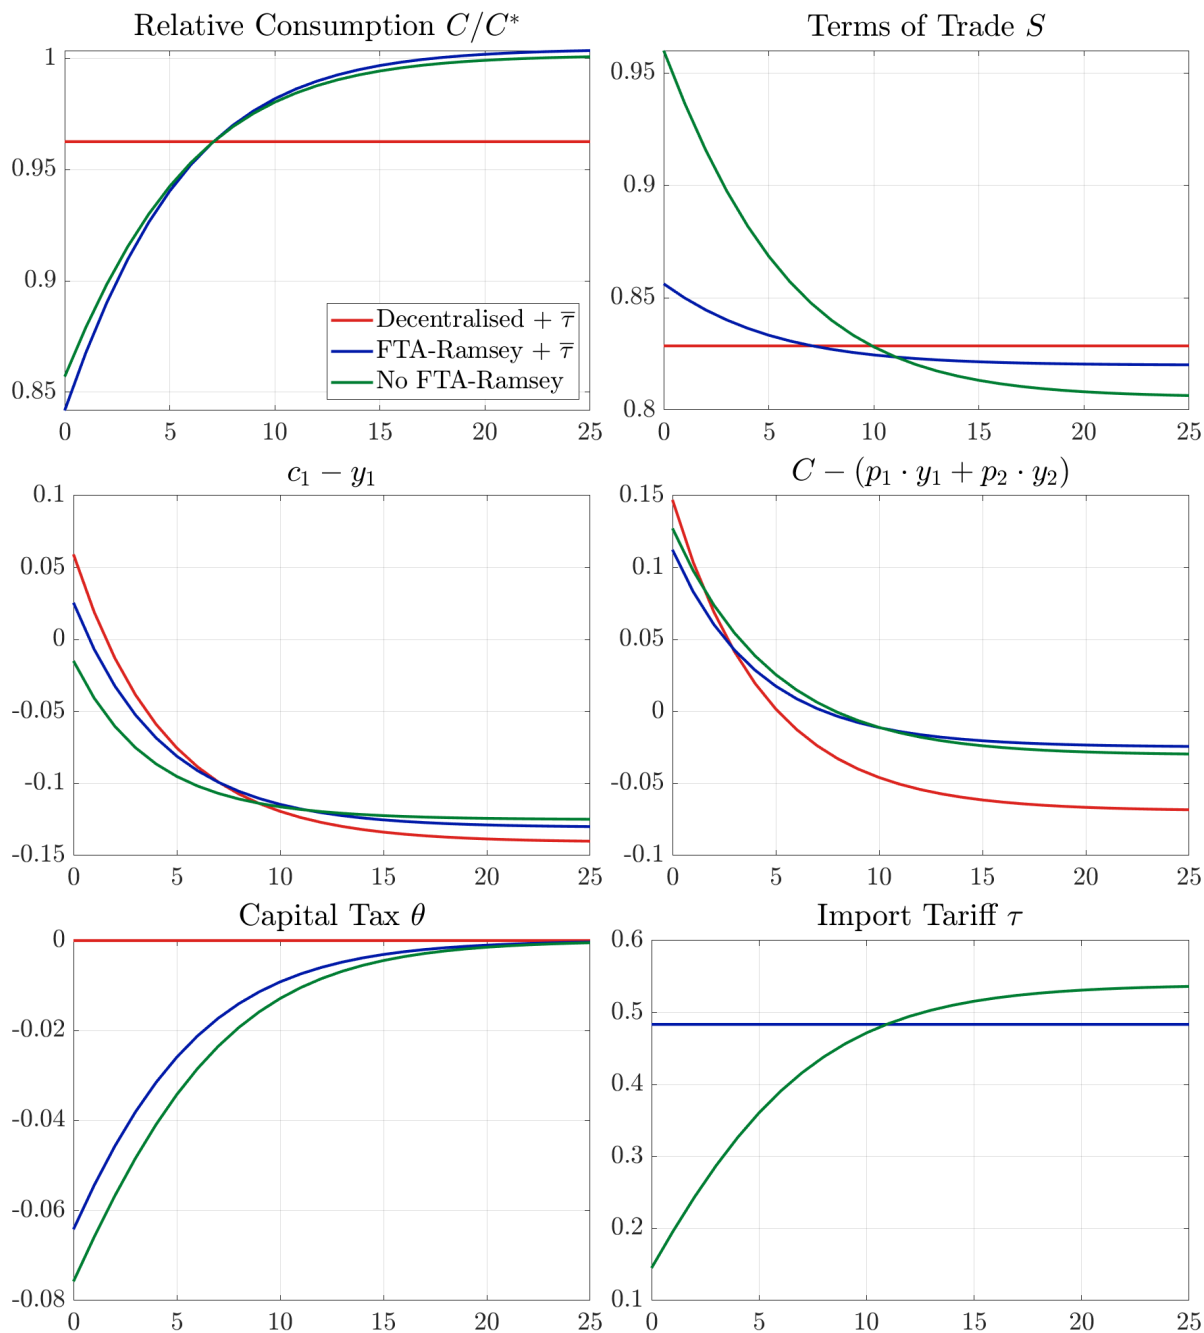 Relative Consumption C/C*
1
0.95
0.9
0.85
0 5 10 15 20 25
Decentralised + τ̅
FTA-Ramsey + τ̅
No FTA-Ramsey
Terms of Trade S
0.95
0.9
0.85
0.8
0 5 10 15 20 25
c₁ − y₁
0.1
0.05
0
-0.05
-0.1
-0.15
0 5 10 15 20 25
C − (p₁ · y₁ + p₂ · y₂)
0.15
0.1
0.05
0
-0.05
-0.1
0 5 10 15 20 25
Capital Tax θ
0
-0.02
-0.04
-0.06
-0.08
0 5 10 15 20 25
Import Tariff τ
0.6
0.5
0.4
0.3
0.2
0.1
0 5 10 15 20 25